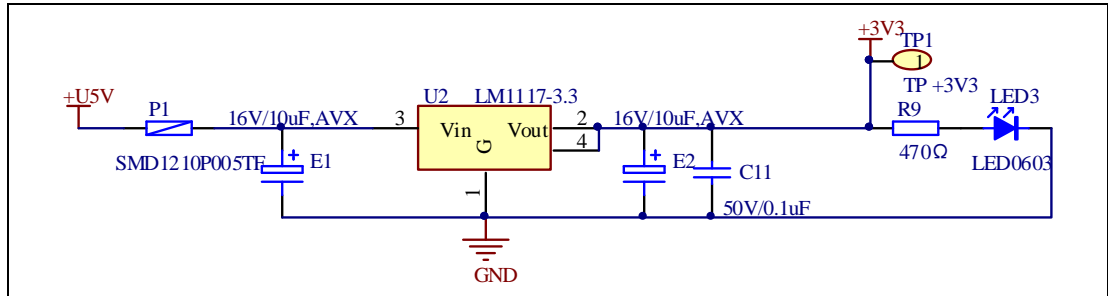 +3V3
TP1
1
TP +3V3
+U5V
P1
SMD1210P005TF
16V/10uF,AVX
E1
+
U2
LM1117-3.3
3
Vin
Vout
G
2
4
1
16V/10uF,AVX
E2
+
C11
50V/0.1uF
R9
470Ω
LED3
LED0603
GND